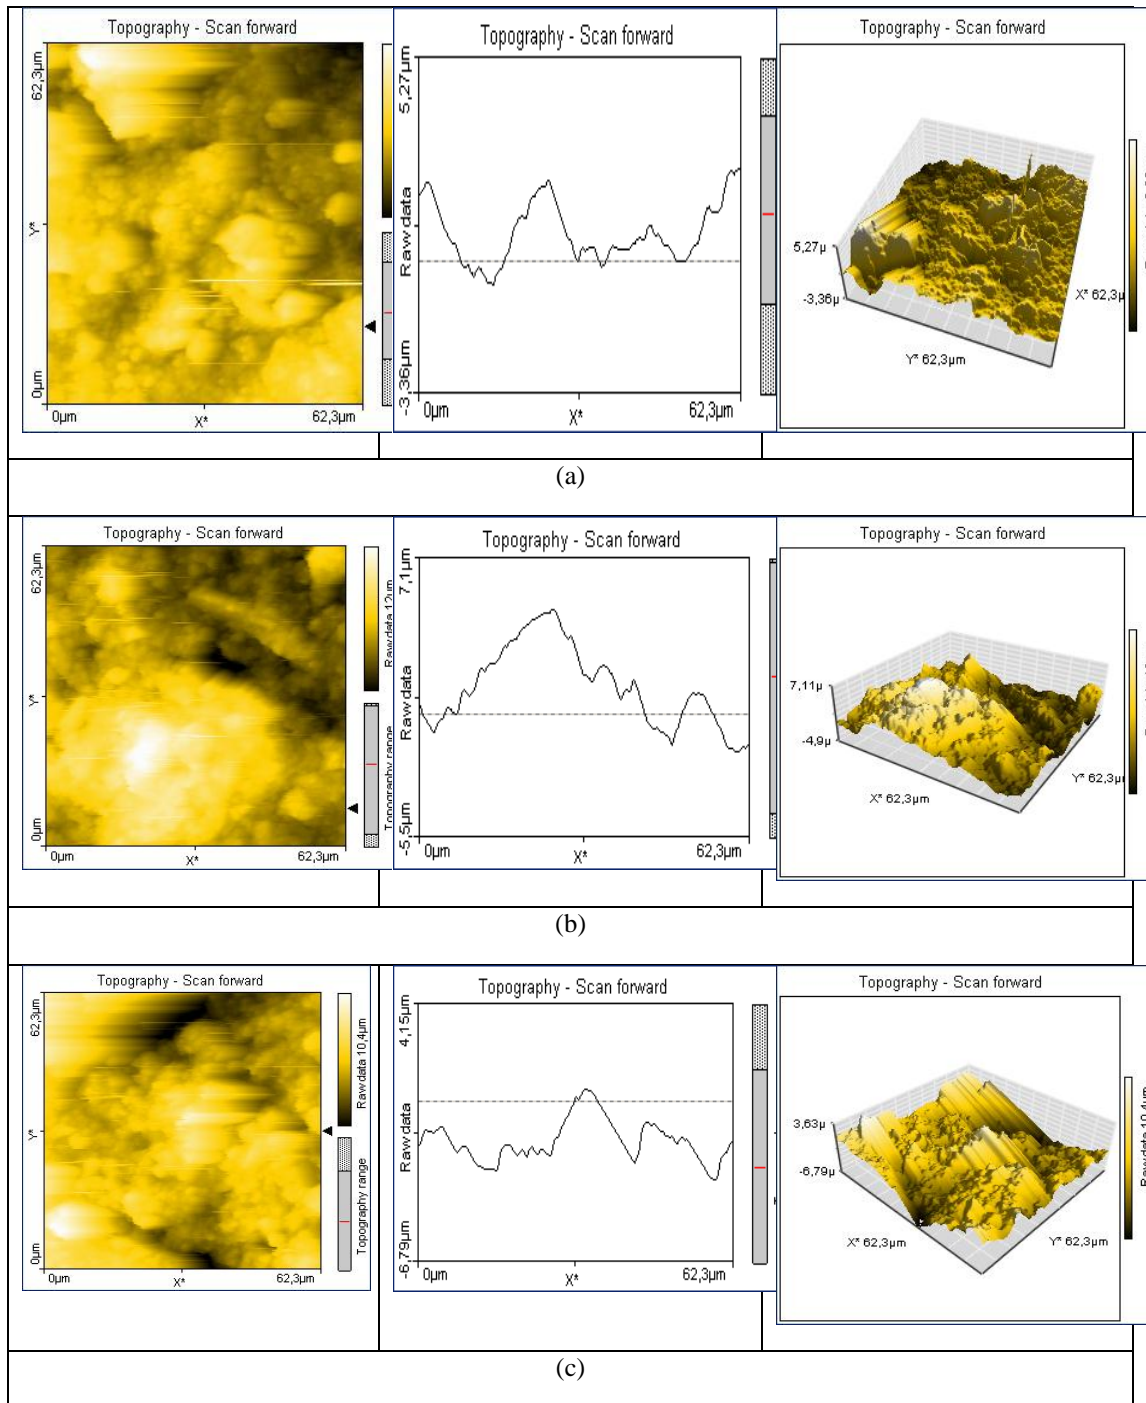 Topography - Scan forward
62,3µm
Y*
0µm
0µm
X*
62,3µm
Topography - Scan forward
5,27µm
Raw data
-3,36µm
0µm
X*
62,3µm
Topography - Scan forward
5,27µ
-3,36µ
X* 62,3µ
Y* 62,3µm
(a)
Topography - Scan forward
62,3µm
Y*
0µm
0µm
X*
62,3µm
Raw data 12µm
Topography range
Topography - Scan forward
7,1µm
Raw data
-5,5µm
0µm
X*
62,3µm
Topography - Scan forward
7,11µ
-4,9µ
X* 62,3µm
Y* 62,3µ
(b)
Topography - Scan forward
62,3µm
Y*
0µm
0µm
X*
62,3µm
Raw data 10,4µm
Topography range
Topography - Scan forward
4,15µm
Raw data
-6,79µm
0µm
X*
62,3µm
Topography - Scan forward
3,63µ
-6,79µ
X* 62,3µm
Y* 62,3µm
Raw data 10,4µm
(c)